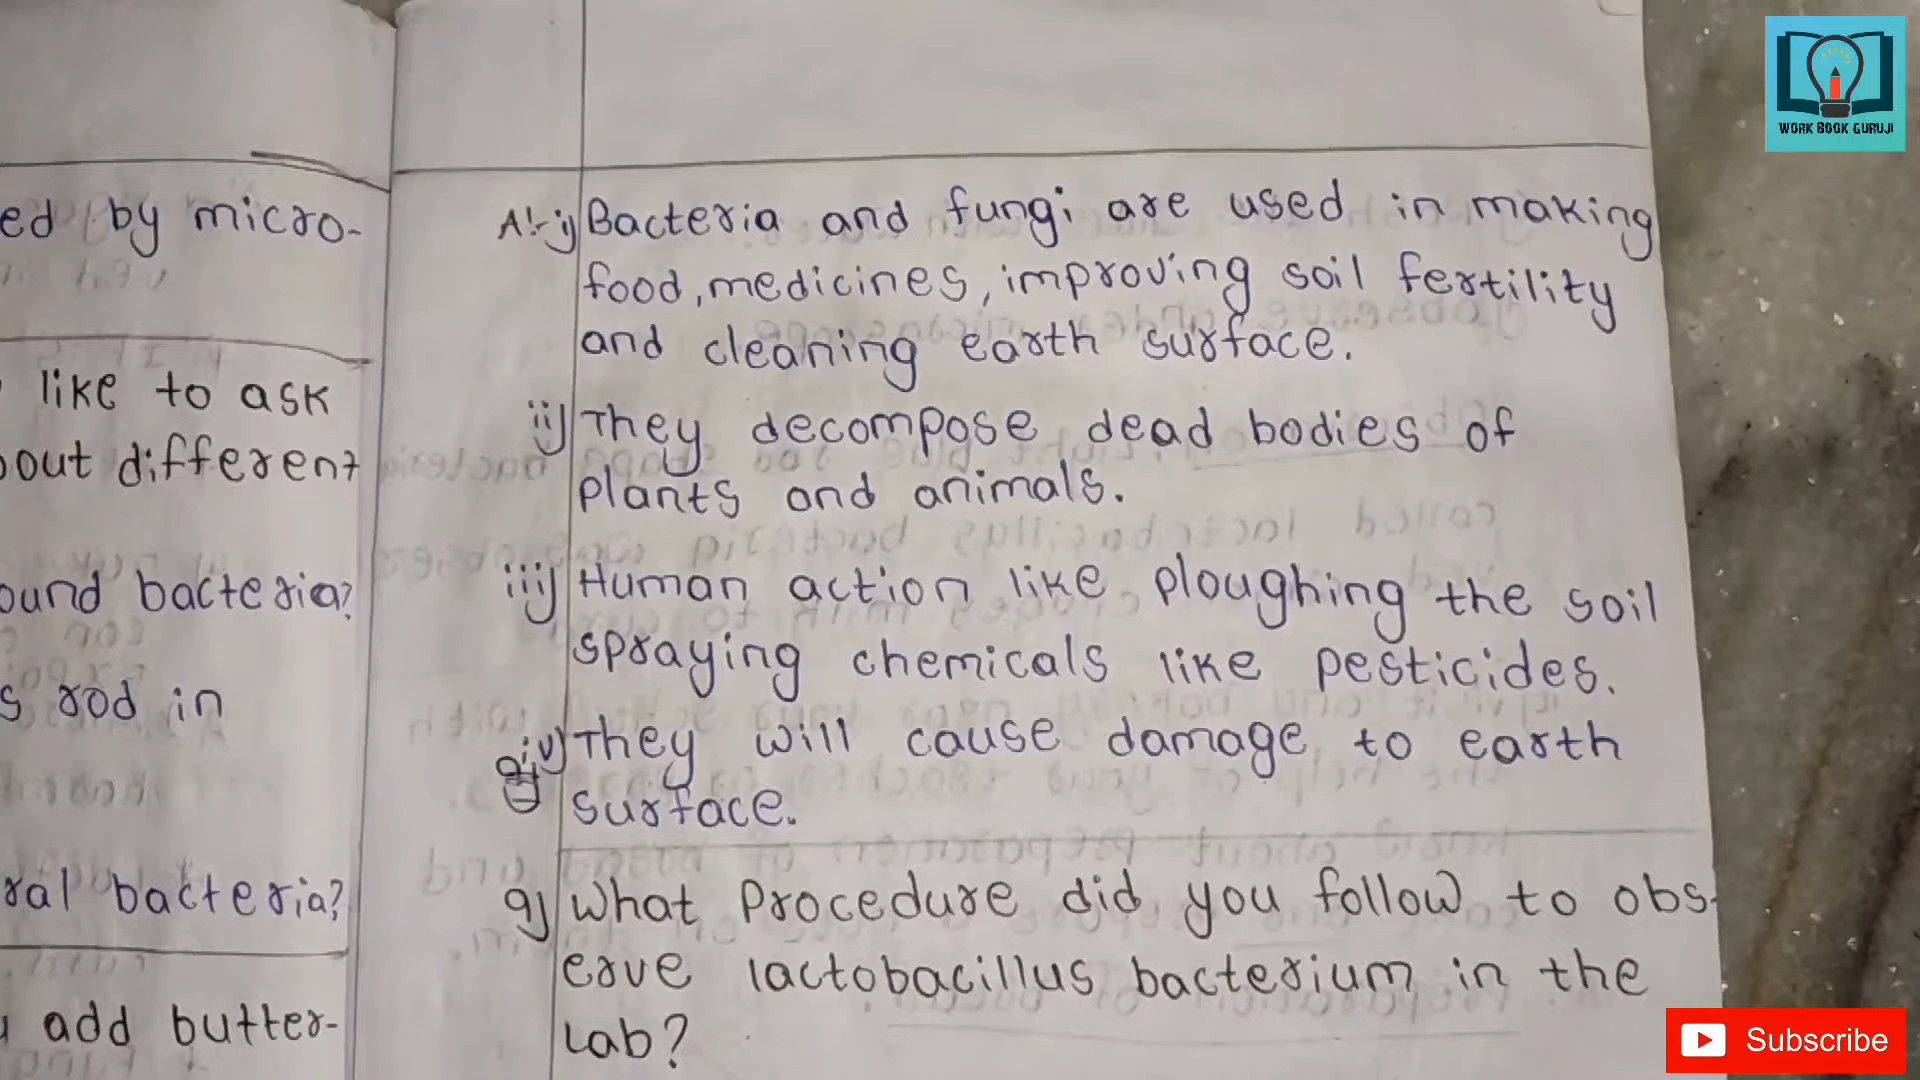 ed by micro-
like to ask
out different
ound bacteria?
s rod in
ral bacteria?
add butter-
A:- i) Bacteria and fungi are used in making
food, medicines, improving soil fertility
and cleaning earth surface.
ii) They decompose dead bodies of
plants and animals.
iii) Human action like ploughing the soil
spraying chemicals like pesticides.
iv) They will cause damage to earth
surface.
9) What Procedure did you follow to obs-
erve lactobacillus bacterium in the
Lab?
WORK BOOK GURUJI
Subscribe